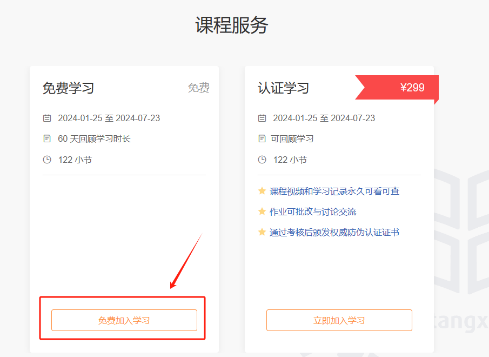 课程服务
免费学习
免费
2024-01-25 至 2024-07-23
60 天回顾学习时长
122 小节
免费加入学习
认证学习
¥299
2024-01-25 至 2024-07-23
可回顾学习
122 小节
课程视频和学习记录永久可看可查
作业可批改与讨论交流
通过考核后颁发权威防伪认证证书
立即加入学习
tangx